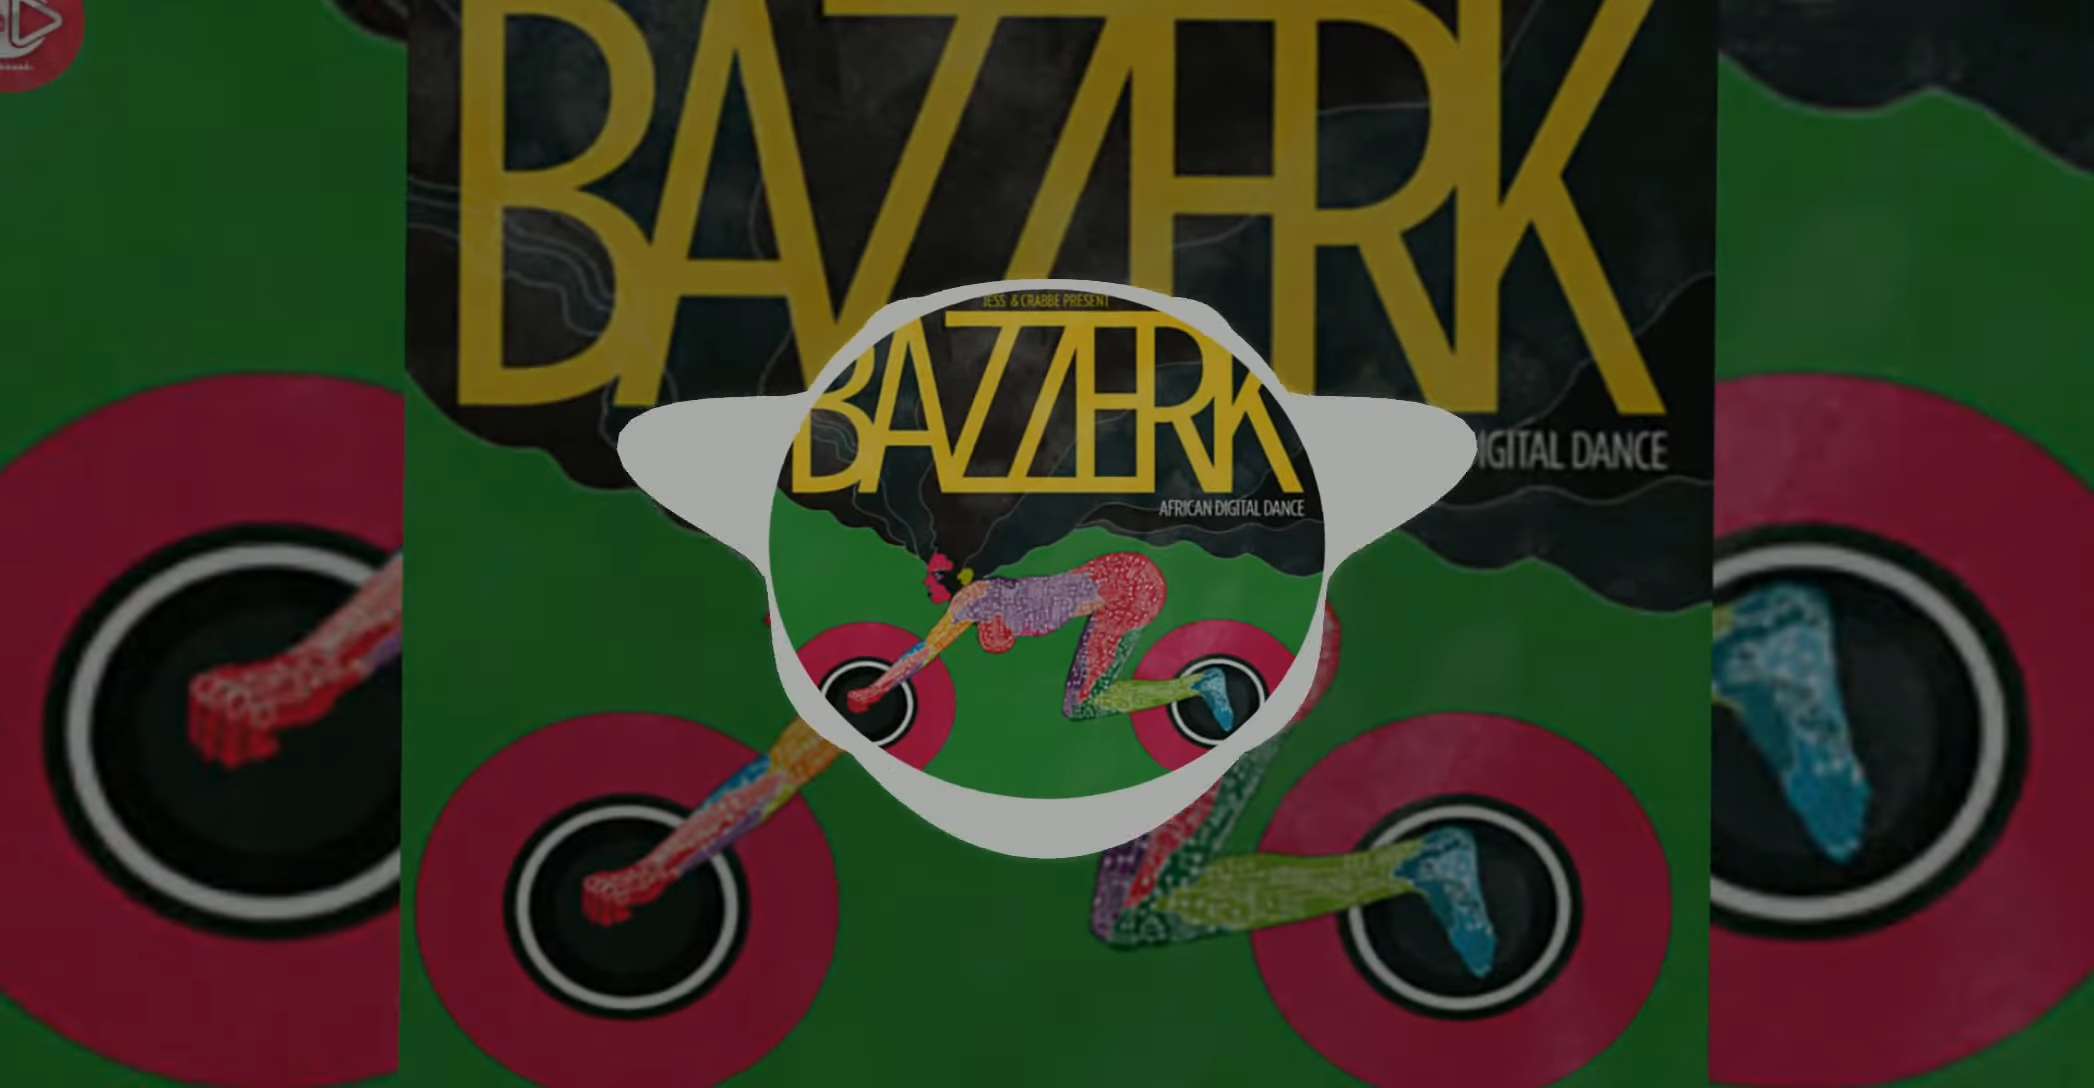 BAZZERK
IGITAL DANCE
JESS & CRABBE PRESENT
BAZZERK
AFRICAN DIGITAL DANCE